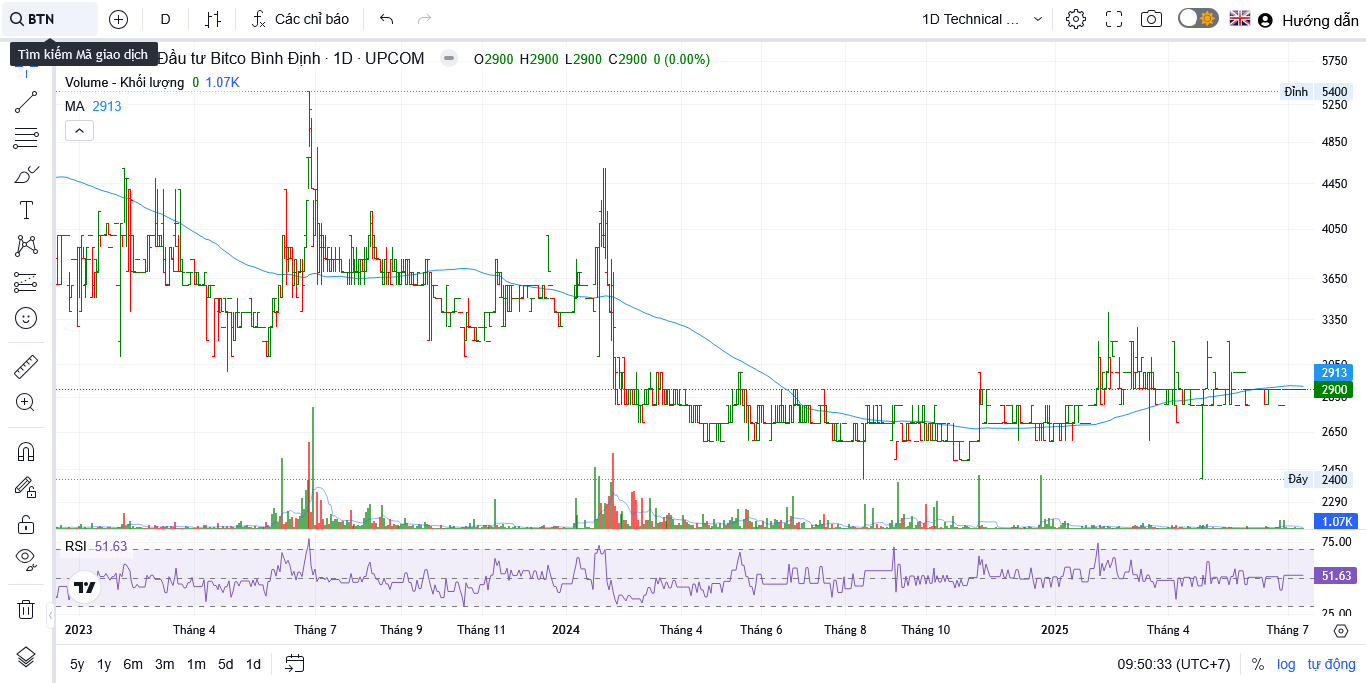 BTN D Các chỉ báo 1D Technical ... Hướng dẫn
Tìm kiếm Mã giao dịch Đầu tư Bitco Bình Định · 1D · UPCOM O2900 H2900 L2900 C2900 0 (0.00%)
Volume - Khối lượng 0 1.07K
MA 2913
5750
Đỉnh 5400
5250
4850
4450
4050
3650
3350
3050
2913
2900
2850
2650
2450
Đáy 2400
2290
1.07K
RSI 51.63
75.00
51.63
25.00
2023 Tháng 4 Tháng 7 Tháng 9 Tháng 11 2024 Tháng 4 Tháng 6 Tháng 8 Tháng 10 2025 Tháng 4 Tháng 7
5y 1y 6m 3m 1m 5d 1d 09:50:33 (UTC+7) % log tự động